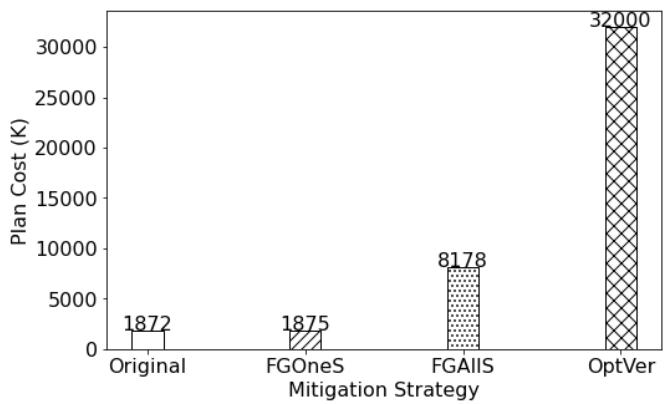 32000
30000
25000
20000
15000
10000
8178
5000
1872
1875
0
Plan Cost (K)
Original
FGOneS
FGAllS
OptVer
Mitigation Strategy